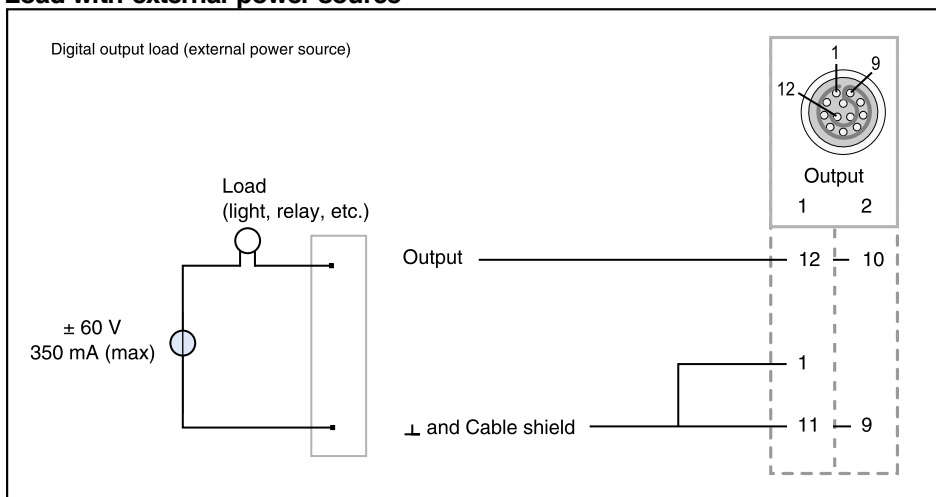 Load with external power source
Digital output load (external power source)
1
9
12
Output
1 2
Load
(light, relay, etc.)
Output
12 10
± 60 V
350 mA (max)
1
⊥ and Cable shield
11 9